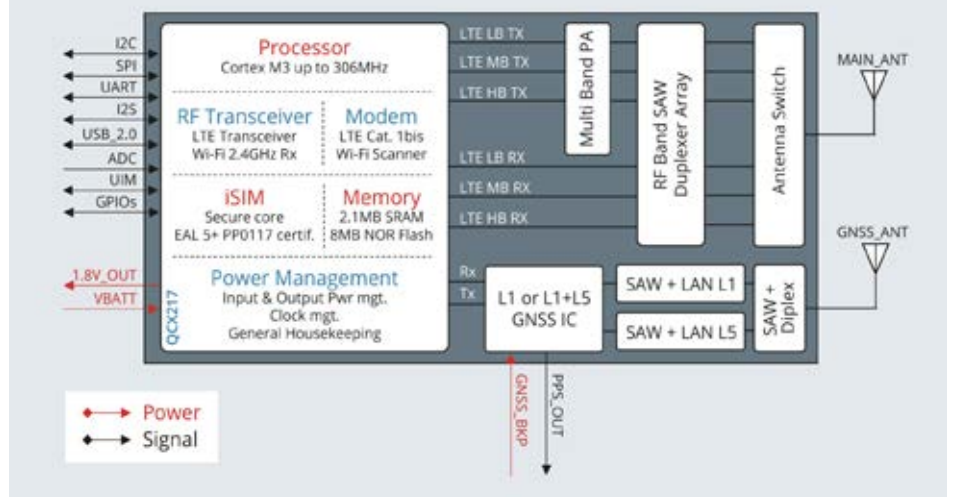 I2C
SPI
UART
I2S
USB_2.0
ADC
UIM
GPIOs
1.8V_OUT
VBATT
Processor
Cortex M3 up to 306MHz
RF Transceiver
LTE Transceiver
Wi-Fi 2.4GHz Rx
Modem
LTE Cat. 1bis
Wi-Fi Scanner
iSIM
Secure core
EAL 5+ PP0117 certif.
Memory
2.1MB SRAM
8MB NOR Flash
Power Management
Input & Output Pwr mgt.
Clock mgt.
General Housekeeping
QCX217
LTE LB TX
LTE MB TX
LTE HB TX
LTE LB RX
LTE MB RX
LTE HB RX
Rx
Tx
Multi Band PA
RF Band SAW
Duplexer Array
Antenna Switch
MAIN_ANT
GNSS_ANT
L1 or L1+L5
GNSS IC
SAW + LAN L1
SAW + LAN L5
SAW +
Diplex
GNSS_BKP
PPS_OUT
Power
Signal